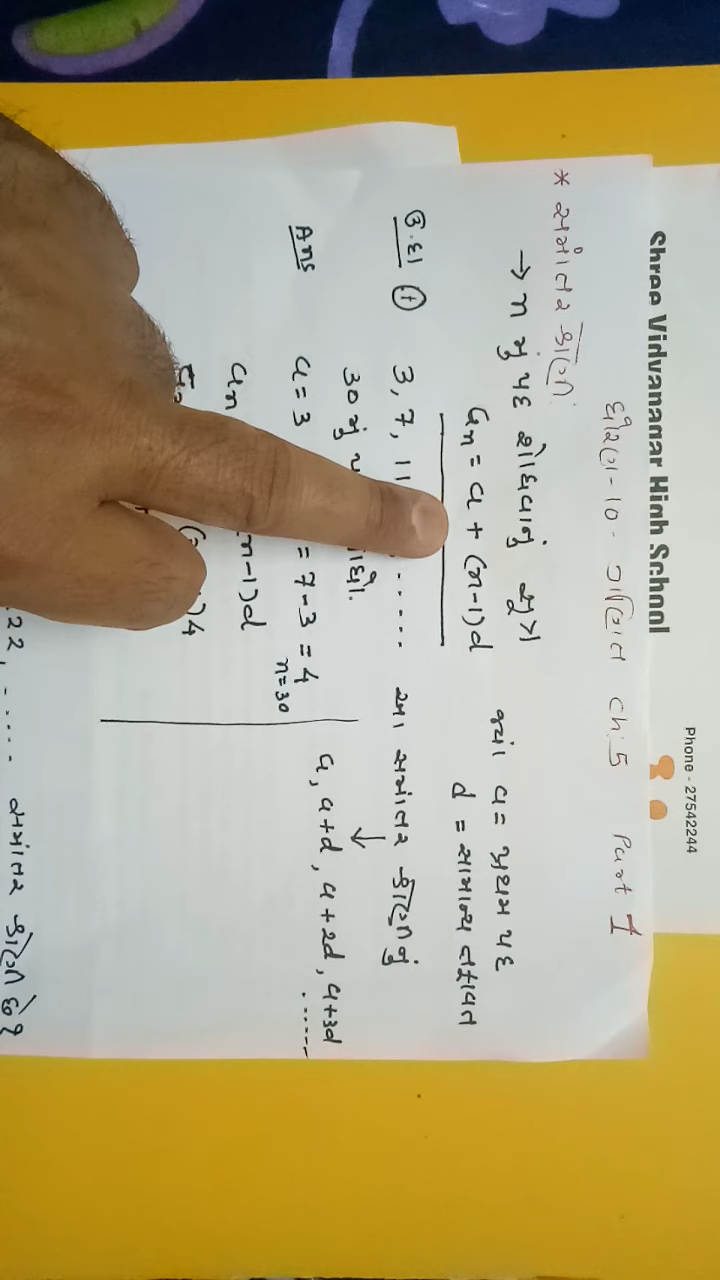 Shree Vidyanagar High School
Phone - 27542244
ધોરણ-10 - ગણિત ch.5 Part 1
* સમાંતર શ્રેણી
→ n મું પદ શોધવાનું સૂત્ર
an = a + (n-1)d
જ્યાં a = પ્રથમ પદ
d = સામાન્ય તફાવત
ઉ.દા ① 3, 7, 11 ...... આ સમાંતર શ્રેણીનું
30 મું
Ans a = 3 = 7-3 = 4
n=30
a, a+d, a+2d, a+3d ......
an n-1)d
)4
22, ..... સમાંતર શ્રેણી છે?